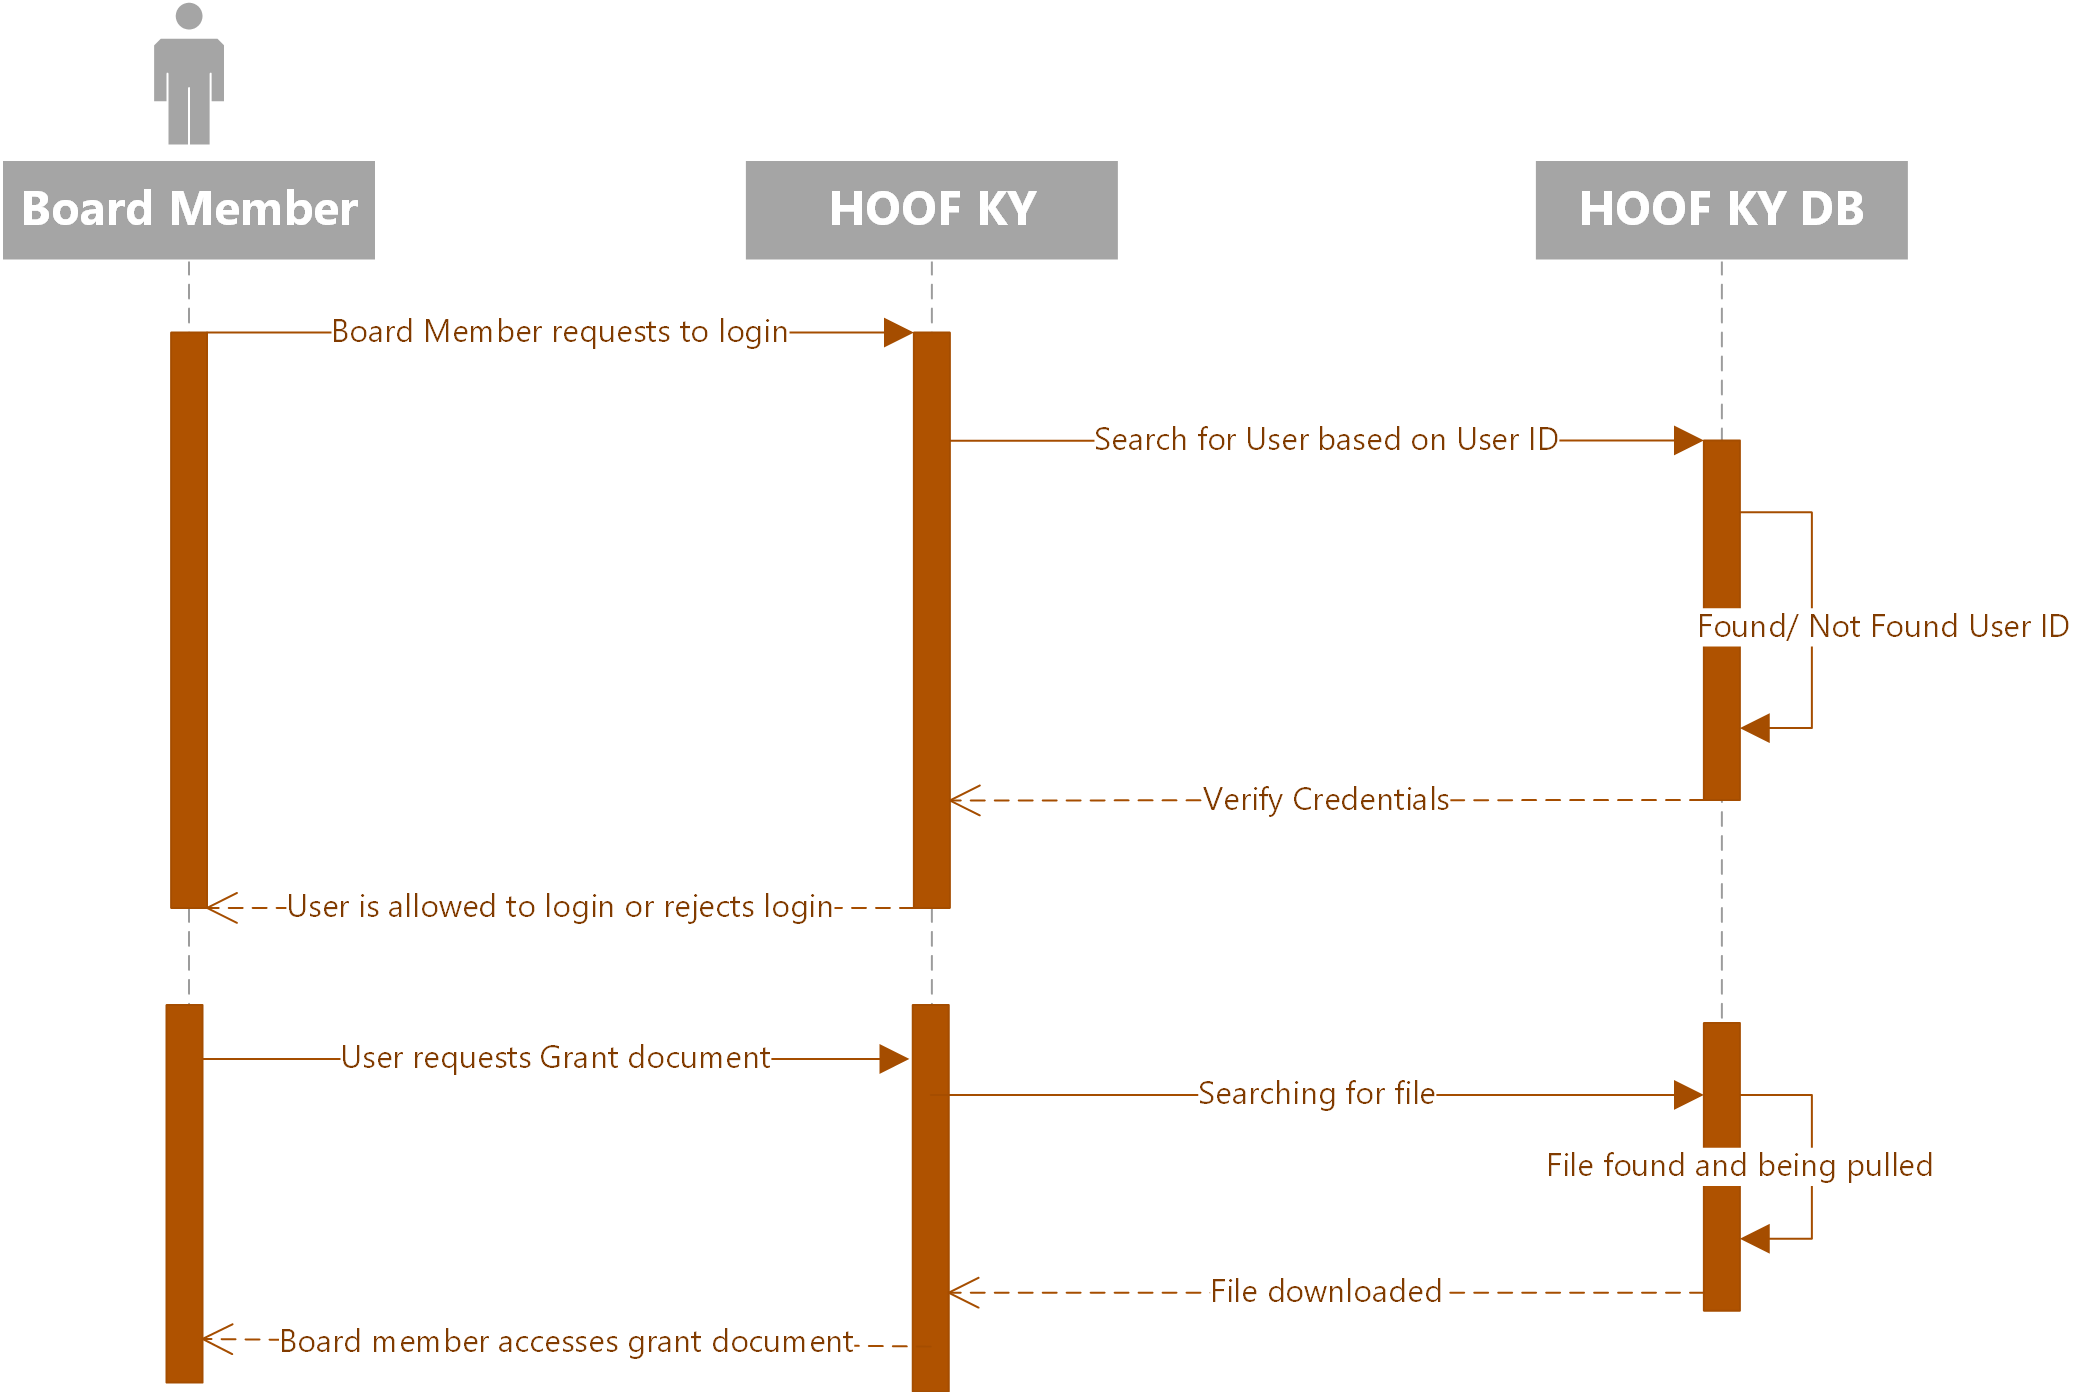 Board Member
HOOF KY
HOOF KY DB
Board Member requests to login
Search for User based on User ID
Found/ Not Found User ID
Verify Credentials
User is allowed to login or rejects login
User requests Grant document
Searching for file
File found and being pulled
File downloaded
Board member accesses grant document